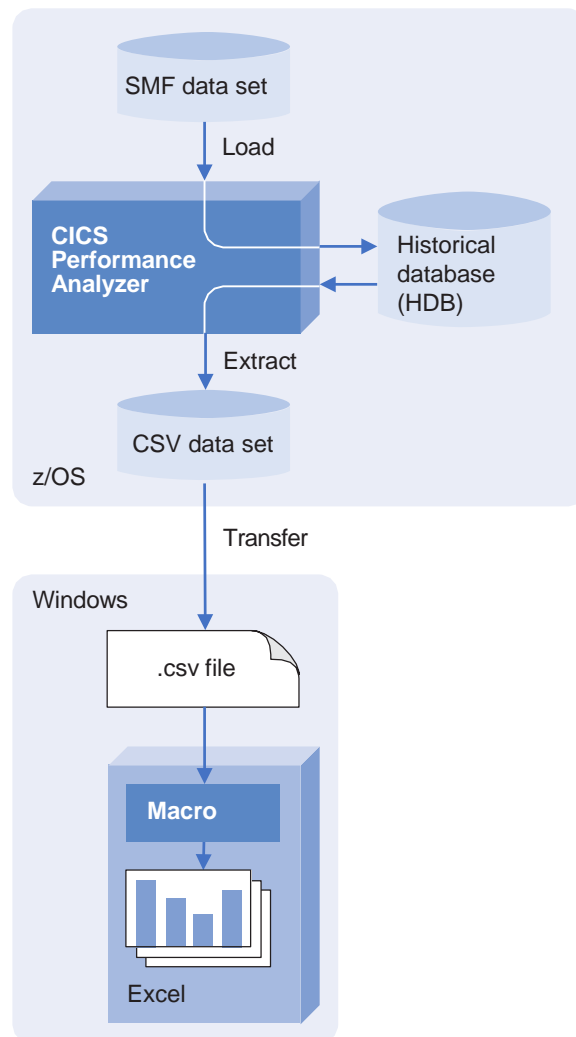 SMF data set
Load
CICS
Performance
Analyzer
Historical
database
(HDB)
Extract
CSV data set
z/OS
Transfer
Windows
.csv file
Macro
Excel